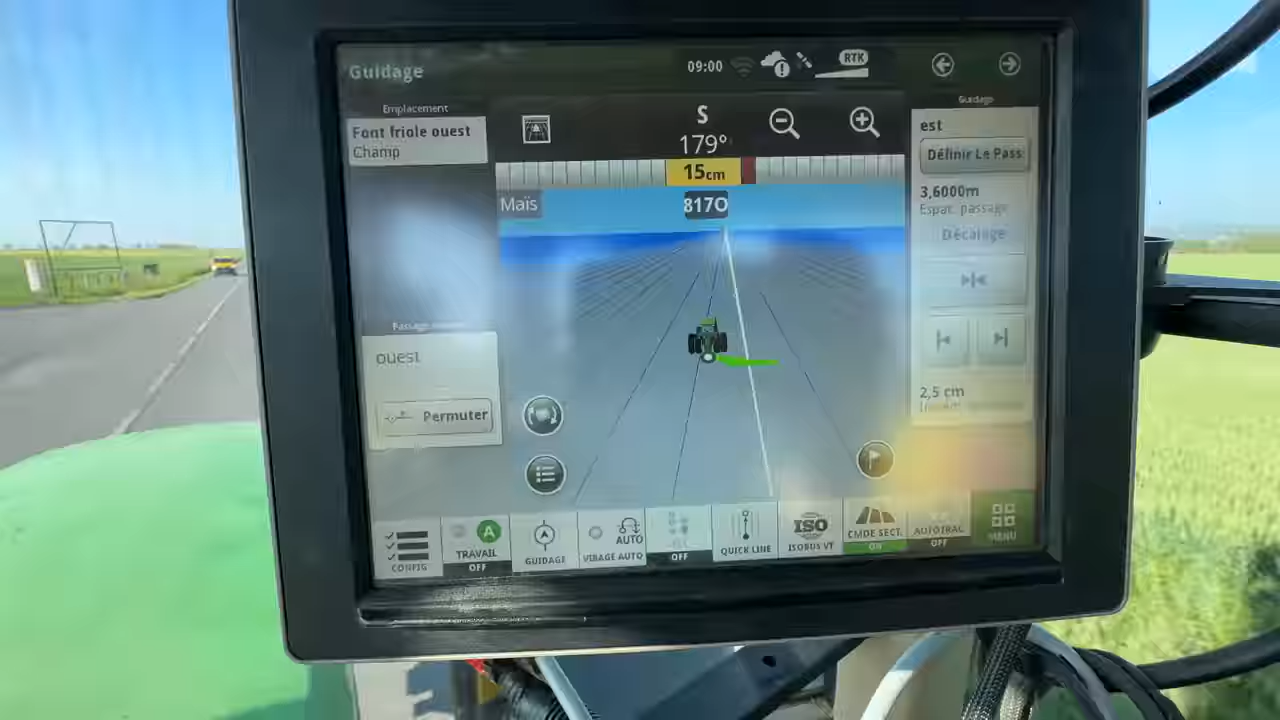 Guidage
09:00
RTK
Emplacement
Font friole ouest
Champ
S
179°
15cm
Maïs
817O
Guidage
est
Définir Le Pass
3,6000m
Espac. passage
Décalage
2,5 cm
ouest
Permuter
CONFIG
A
TRAVAIL
OFF
GUIDAGE
AUTO
VIRAGE AUTO
OFF
QUICK LINE
ISO
ISOBUS VT
CMDE SECT.
ON
AUTOTRAC
OFF
MENU